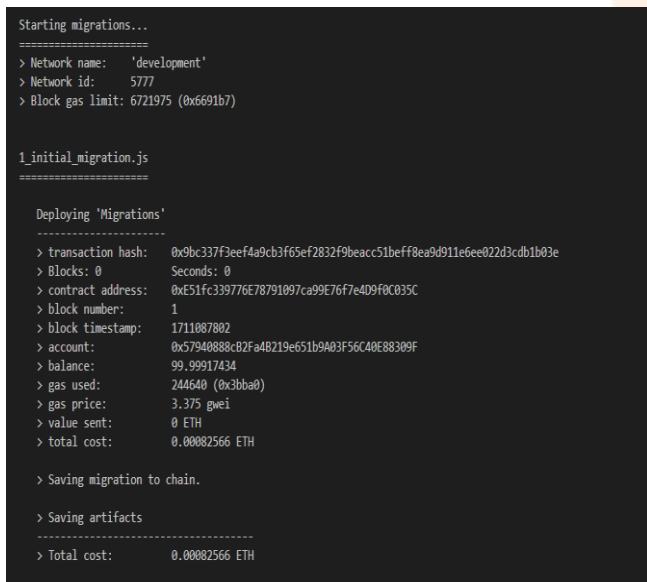 Starting migrations...
======================
> Network name:    'development'
> Network id:      5777
> Block gas limit: 6721975 (0x6691b7)
1_initial_migration.js
======================
Deploying 'Migrations'
----------------------
> transaction hash:    0x9bc337f3eef4a9cb3f65ef2832f9beacc51beff8ea9d911e6ee022d3cdb1b03e
> Blocks: 0            Seconds: 0
> contract address:    0xE51fc339776E78791097ca99E76f7e4D9f0C035C
> block number:        1
> block timestamp:     1711087802
> account:             0x57940888cB2Fa4B219e651b9A03F56C40E88309F
> balance:             99.99917434
> gas used:            244640 (0x3bba0)
> gas price:           3.375 gwei
> value sent:          0 ETH
> total cost:          0.00082566 ETH
> Saving migration to chain.
> Saving artifacts
-------------------------------------
> Total cost:          0.00082566 ETH